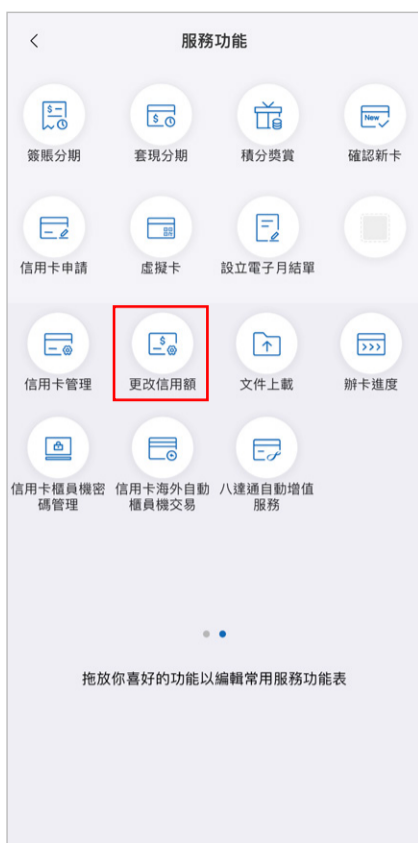 服務功能
簽賬分期
套現分期
積分獎賞
New
確認新卡
信用卡申請
虛擬卡
設立電子月結單
信用卡管理
更改信用額
文件上載
辦卡進度
信用卡櫃員機密
碼管理
信用卡海外自動
櫃員機交易
八達通自動增值
服務
拖放你喜好的功能以編輯常用服務功能表